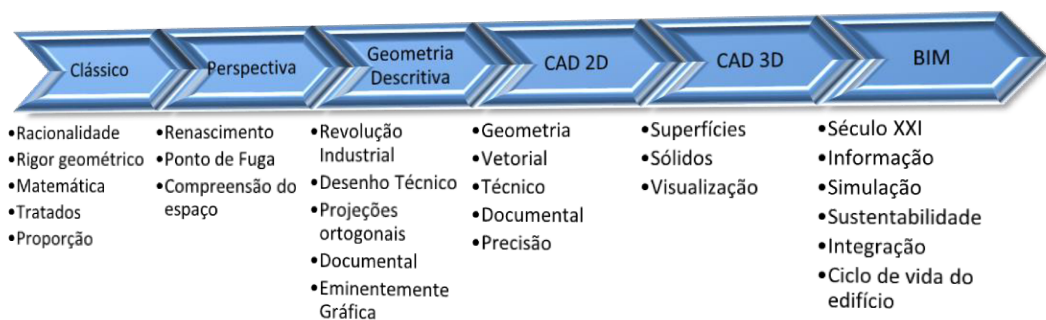 Clássico
Perspectiva
Geometria
Descritiva
CAD 2D
CAD 3D
BIM
•Racionalidade
•Rigor geométrico
•Matemática
•Tratados
•Proporção
•Renascimento
•Ponto de Fuga
•Compreensão do
espaço
•Revolução
Industrial
•Desenho Técnico
•Projeções
ortogonais
•Documental
•Eminentemente
Gráfica
•Geometria
•Vetorial
•Técnico
•Documental
•Precisão
•Superfícies
•Sólidos
•Visualização
•Século XXI
•Informação
•Simulação
•Sustentabilidade
•Integração
•Ciclo de vida do
edifício